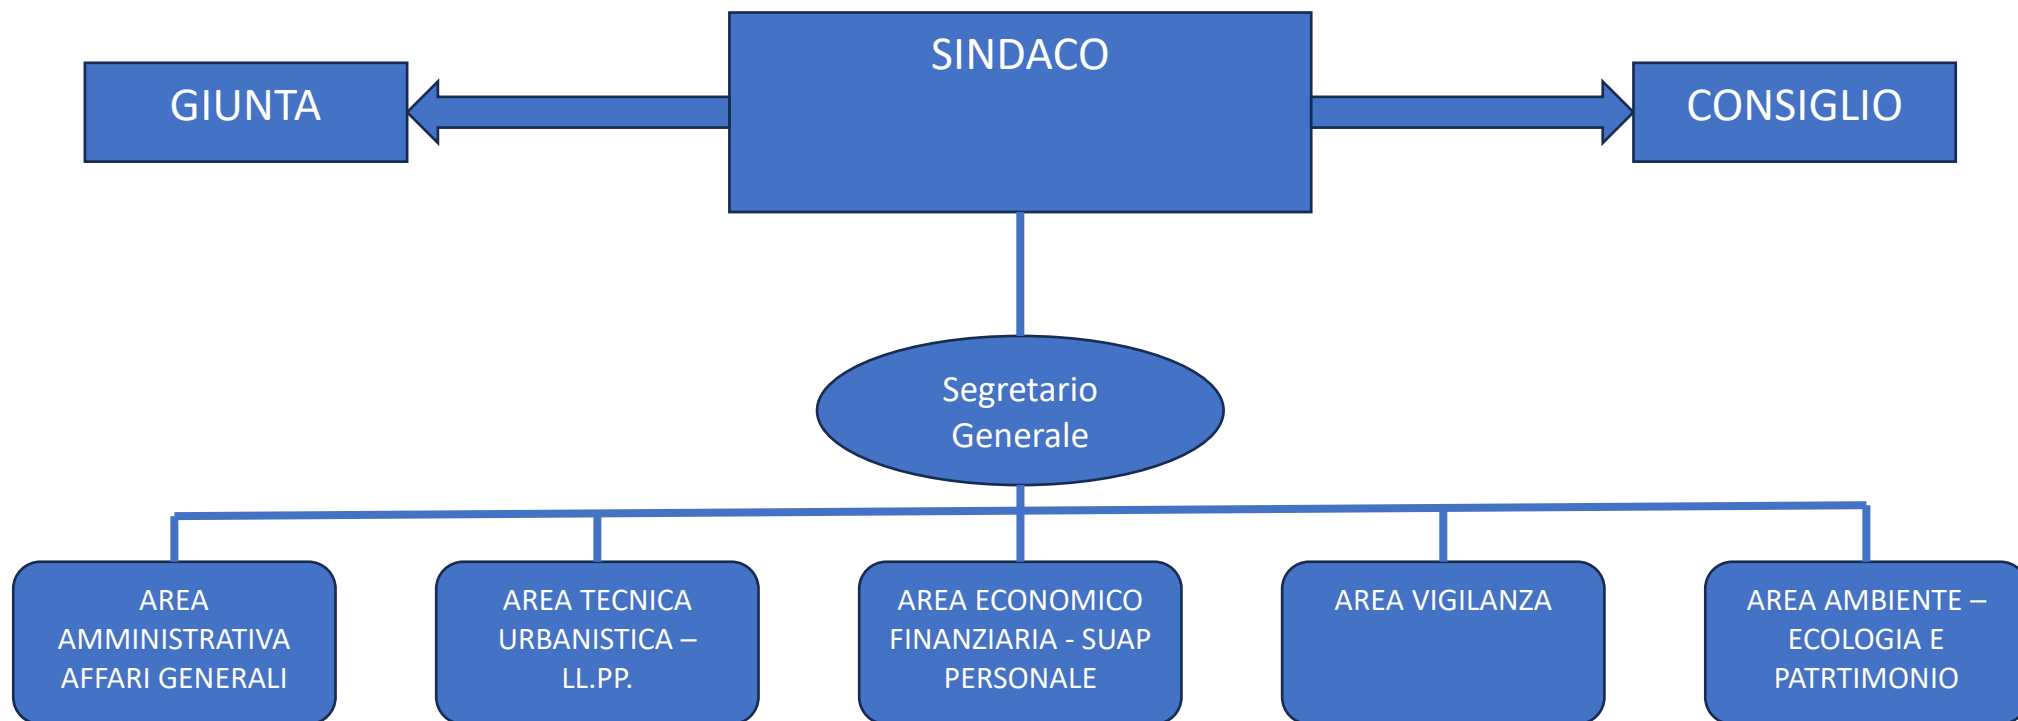 SINDACO
GIUNTA
CONSIGLIO
Segretario
Generale
AREA
AMMINISTRATIVA
AFFARI GENERALI
AREA TECNICA
URBANISTICA –
LL.PP.
AREA ECONOMICO
FINANZIARIA - SUAP
PERSONALE
AREA VIGILANZA
AREA AMBIENTE –
ECOLOGIA E
PATRTIMONIO